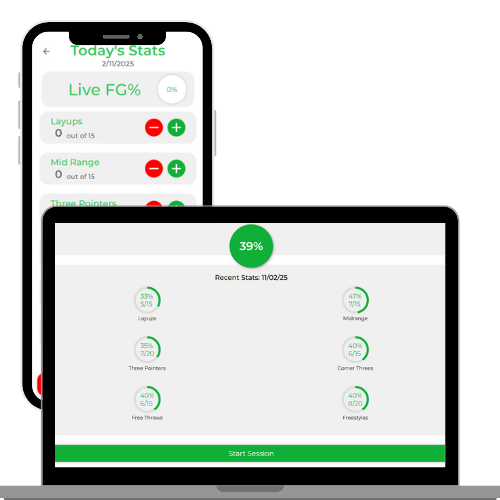 Today's Stats
2/11/2025
Live FG%
0%
Layups
0 out of 15
Mid Range
0 out of 15
Three Pointers
39%
Recent Stats: 11/02/25
33%
5/15
Layups
47%
7/15
Midrange
35%
7/20
Three Pointers
40%
6/15
Corner Threes
40%
6/15
Free Throws
40%
8/20
Freestyles
Start Session